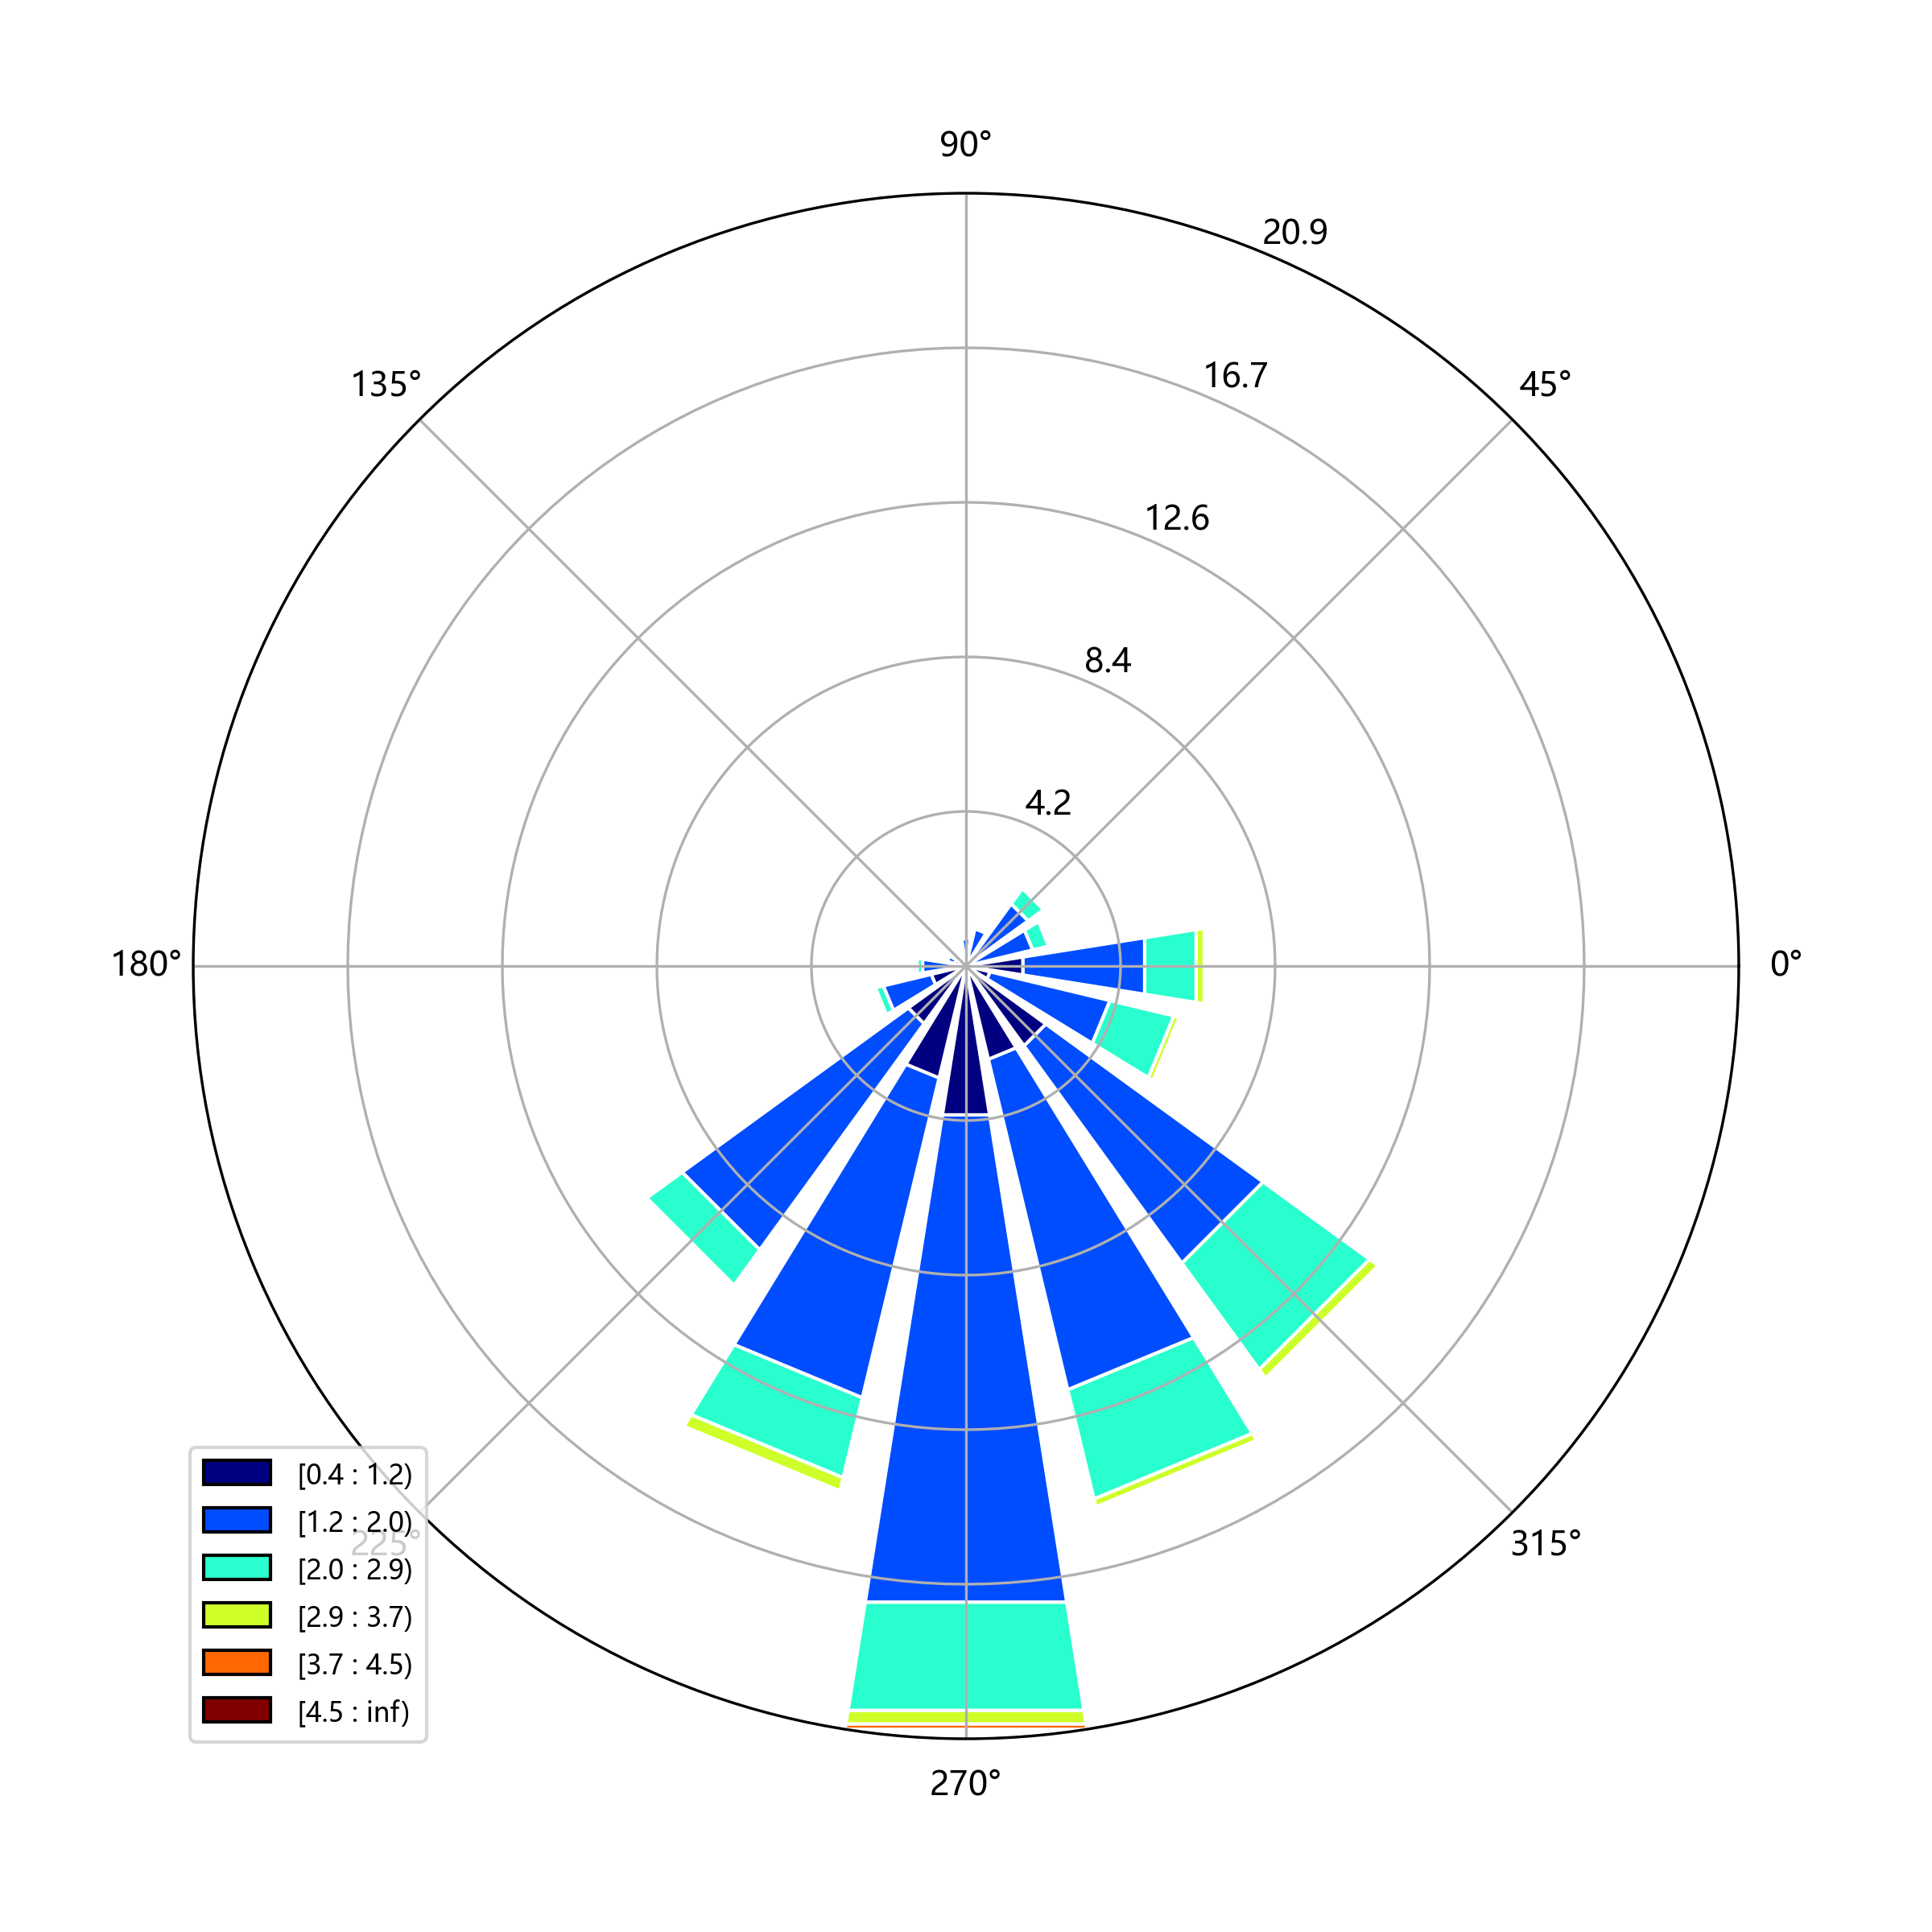 90°
20.9
135°
16.7
45°
12.6
8.4
4.2
180°
0°
[0.4 : 1.2)
[1.2 : 2.0)
225°
315°
[2.0 : 2.9)
[2.9 : 3.7)
[3.7 : 4.5)
[4.5 : inf)
270°